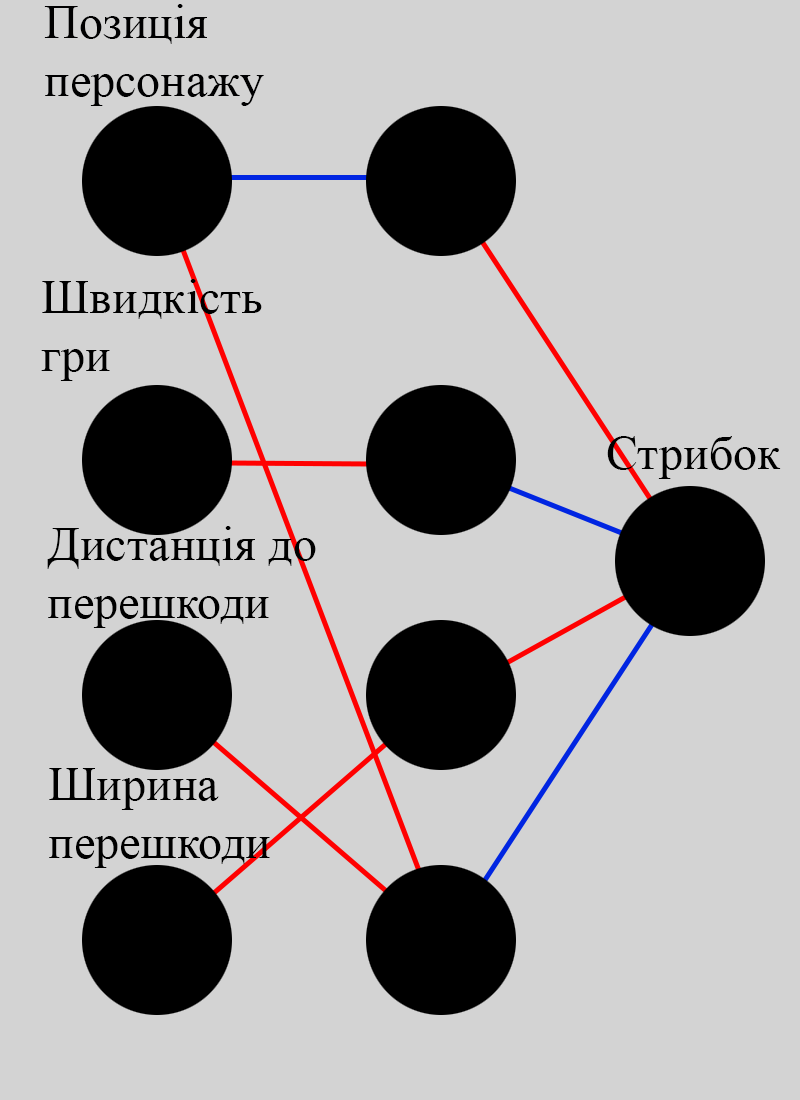 Позиція
персонажу
Швидкість
гри
Стрибок
Дистанція до
перешкоди
Ширина
перешкоди